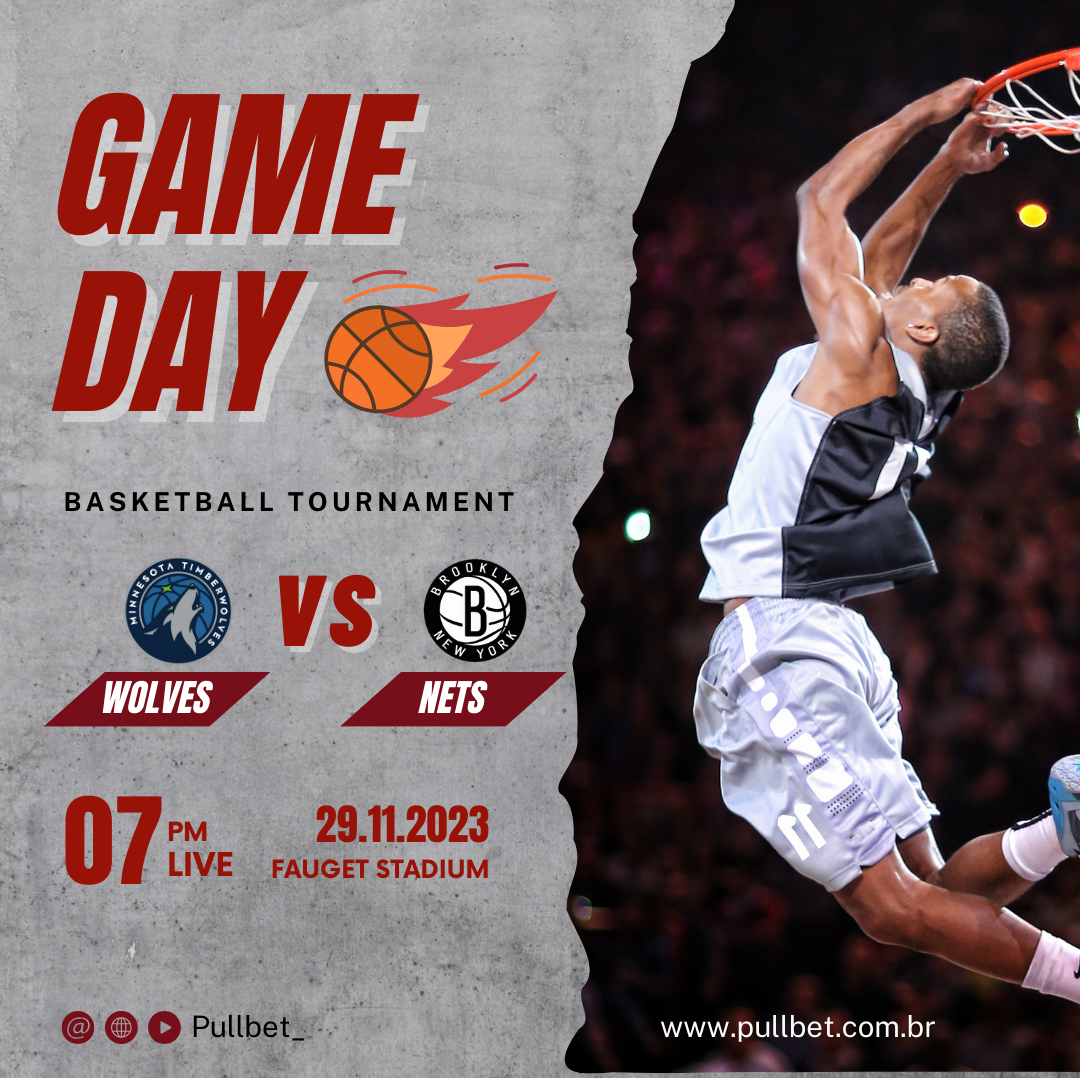 GAME
DAY
BASKETBALL TOURNAMENT
MINNESOTA TIMBERWOLVES
VS
BROOKLYN
B
NEW YORK
WOLVES
NETS
07
PM
LIVE
29.11.2023
FAUGET STADIUM
@
Pullbet_
www.pullbet.com.br